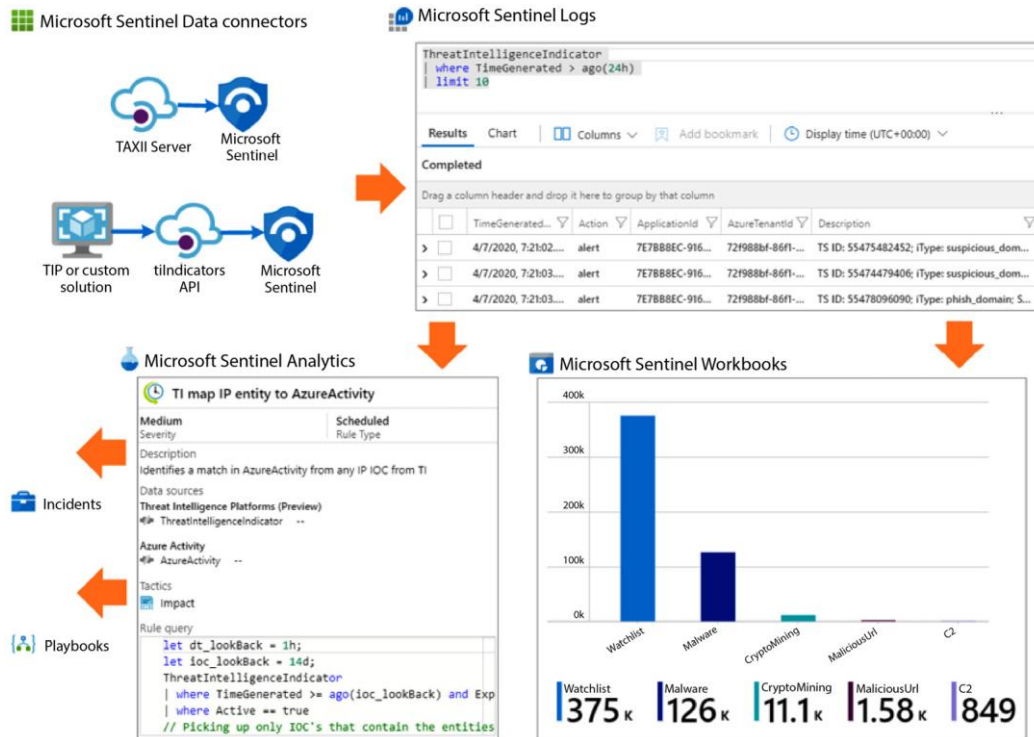 Microsoft Sentinel Data connectors
TAXII Server
Microsoft
Sentinel
TIP or custom
solution
tiIndicators
API
Microsoft
Sentinel
Microsoft Sentinel Logs
ThreatIntelligenceIndicator
| where TimeGenerated > ago(24h)
| limit 10
...
Results Chart Columns Add bookmark Display time (UTC+00:00)
Completed
Drag a column header and drop it here to group by that column
TimeGenerated... Action ApplicationId AzureTenantId Description
4/7/2020, 7:21:02.... alert 7E7BB8EC-916... 72f988bf-86f1-... TS ID: 55475482452; iType: suspicious_dom...
4/7/2020, 7:21:03.... alert 7E7BB8EC-916... 72f988bf-86f1-... TS ID: 55474479406; iType: suspicious_dom...
4/7/2020, 7:21:03.... alert 7E7BB8EC-916... 72f988bf-86f1-... TS ID: 55478096090; iType: phish_domain; S...
Microsoft Sentinel Analytics
TI map IP entity to AzureActivity
Medium Scheduled
Severity Rule Type
Description
Identifies a match in AzureActivity from any IP IOC from TI
Data sources
Threat Intelligence Platforms (Preview)
ThreatIntelligenceIndicator --
Azure Activity
AzureActivity --
Tactics
Impact
Rule query
let dt_lookBack = 1h;
let ioc_lookBack = 14d;
ThreatIntelligenceIndicator
| where TimeGenerated >= ago(ioc_lookBack) and Exp
| where Active == true
// Picking up only IOC's that contain the entities
Incidents
Playbooks
Microsoft Sentinel Workbooks
400k
300k
200k
100k
0k
Watchlist Malware CryptoMining MaliciousUrl C2
Watchlist Malware CryptoMining MaliciousUrl C2
375 K 126 K 11.1 K 1.58 K 849